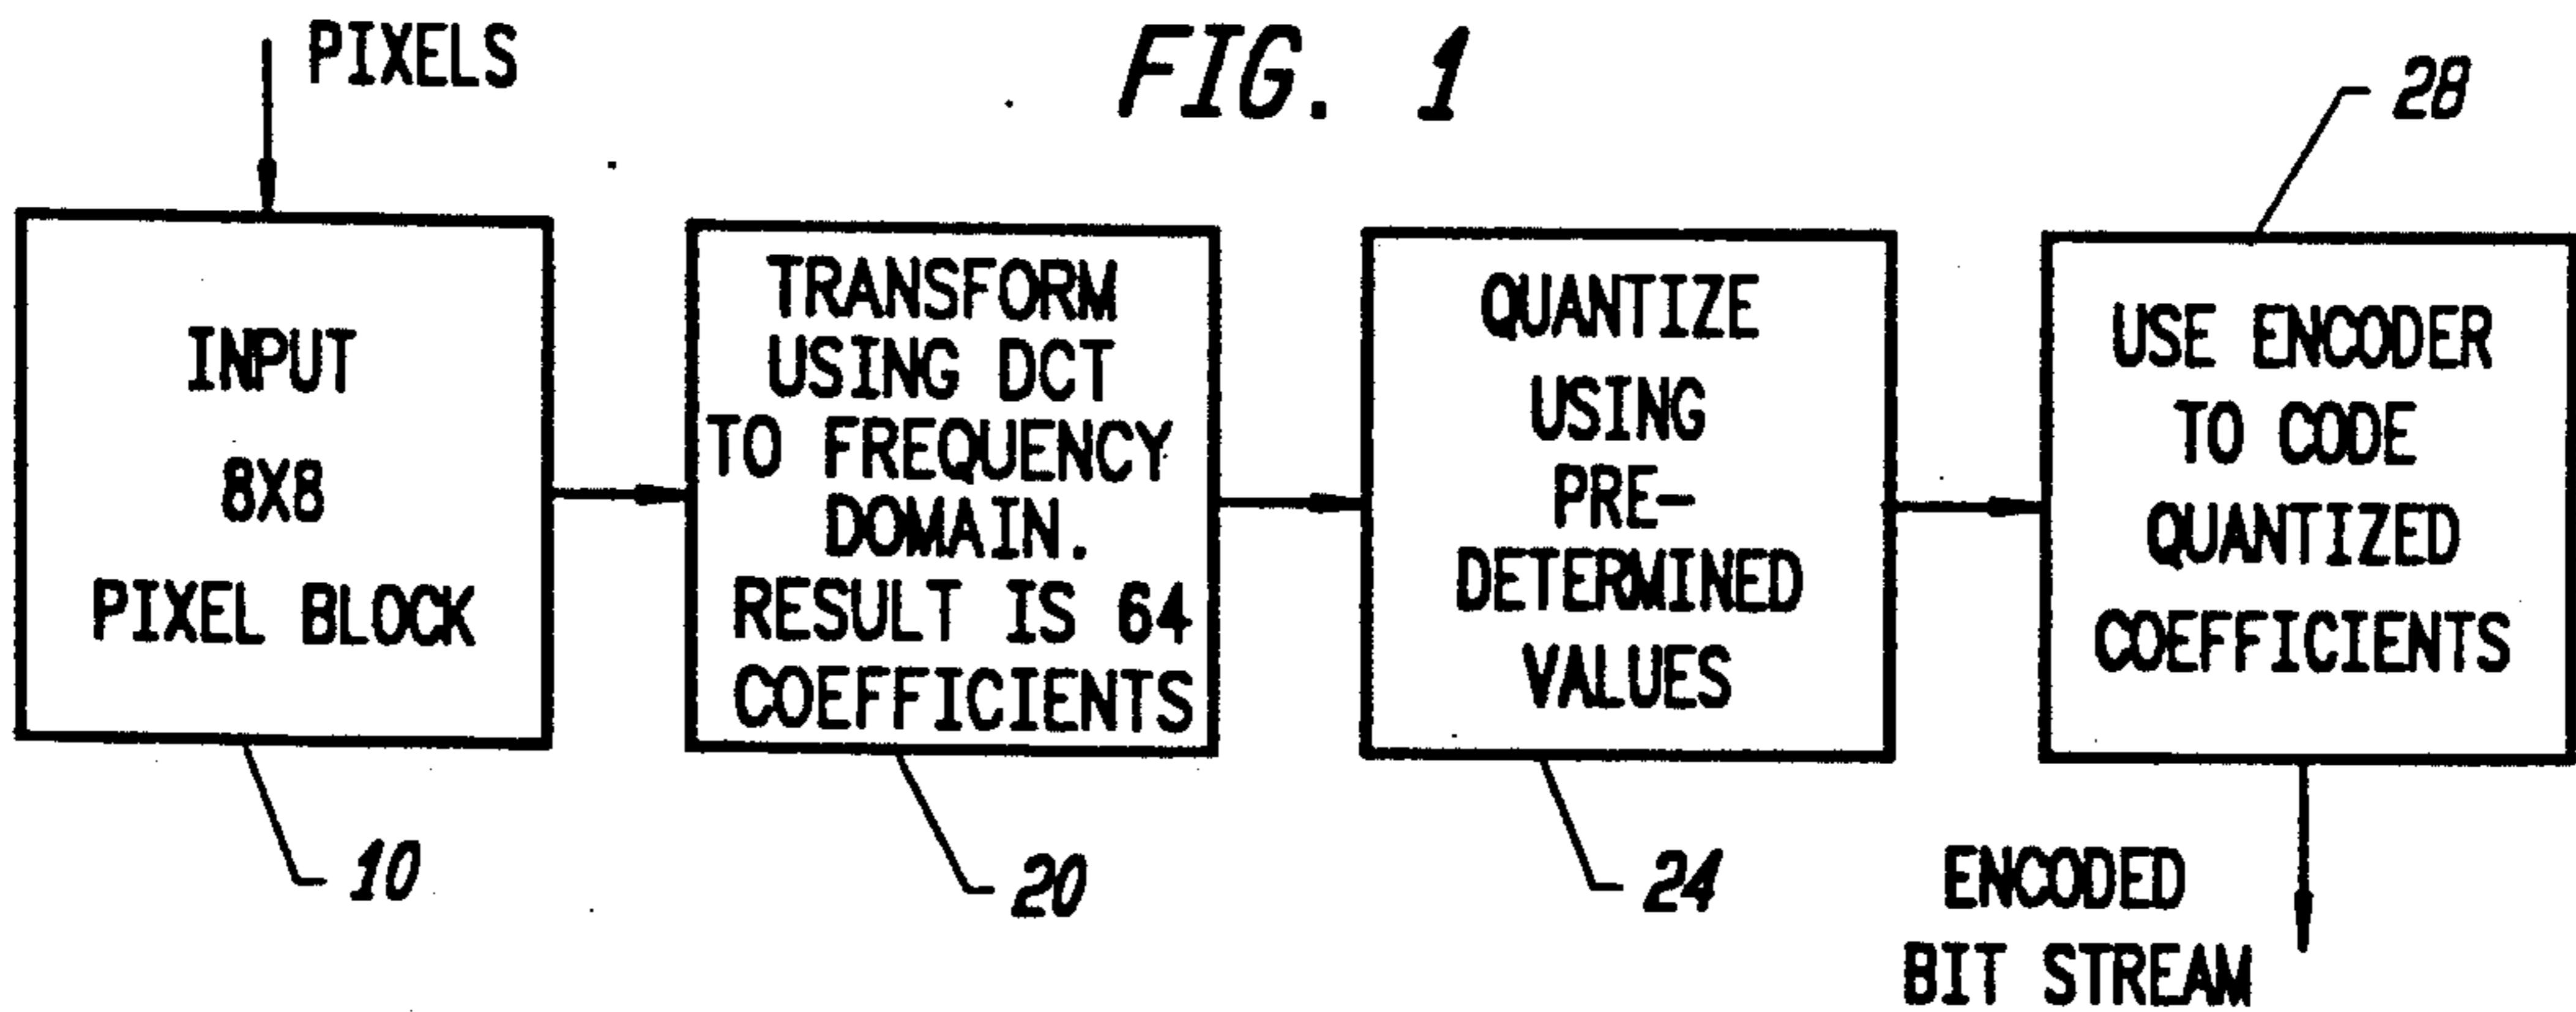 PIXELS
FIG. 1
28
INPUT
8X8
PIXEL BLOCK
TRANSFORM
USING DCT
TO FREQUENCY
DOMAIN.
RESULT IS 64
COEFFICIENTS
QUANTIZE
USING
PRE-
DETERMINED
VALUES
USE ENCODER
TO CODE
QUANTIZED
COEFFICIENTS
10
20
24
ENCODED
BIT STREAM